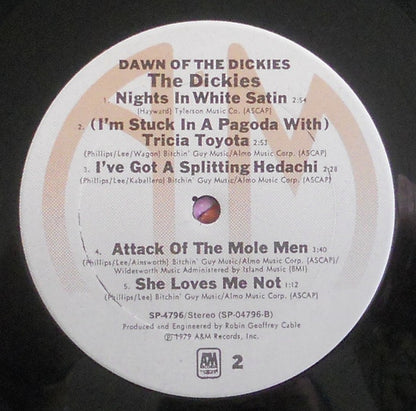 DAWN OF THE DICKIES
The Dickies
1. Nights In White Satin 2:54
(Hayward) Tylerson Music Co. (ASCAP)
2. (I'm Stuck In A Pagoda With)
Tricia Toyota 2:53
(Phillips/Lee/Wagon) Bitchin' Guy Music/Almo Music Corp. (ASCAP)
3. I've Got A Splitting Hedachi 2:28
(Phillips/Lee/Kaballero) Bitchin' Guy Music/Almo Music Corp. (ASCAP)
4. Attack Of The Mole Men 3:40
(Phillips/Lee/Ainsworth) Bitchin' Guy Music/Almo Music Corp. (ASCAP)/
Wildesworth Music Administered by Island Music (BMI)
5. She Loves Me Not 1:12
(Phillips/Lee) Bitchin' Guy Music/Almo Music Corp. (ASCAP)
SP-4796/Stereo (SP-04796-B)
Produced and Engineered by Robin Geoffrey Cable
℗ 1979 A&M Records, Inc.
A&M
RECORDS
2